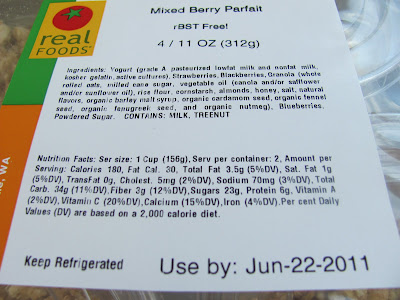 Mixed Berry Parfait
rBST Free!
real
FOODS
4 / 11 OZ (312g)
Ingredients: Yogurt (grade A pasteurized lowfat milk and nonfat milk,
kosher gelatin, active cultures), Strawberries, Blackberries, Granola (whole
rolled oats, milled cane sugar, vegetable oil (canola and/or safflower
and/or sunflower oil), rice flour, cornstarch, almonds, honey, salt, natural
flavors, organic barley malt syrup, organic cardamom seed, organic fennel
seed, organic fenugreek seed, and organic nutmeg), Blueberries,
Powdered Sugar. CONTAINS: MILK, TREENUT
Nutrition Facts: Ser size: 1 Cup (156g), Serv per container: 2, Amount per
Serving: Calories 180, Fat Cal. 30, Total Fat 3.5g (5%DV), Sat. Fat 1g
(5%DV), TransFat 0g, Cholest. 5mg (2%DV), Sodium 70mg (3%DV), Total
Carb. 34g (11%DV), Fiber 3g (12%DV), Sugars 23g, Protein 6g, Vitamin A
(2%DV), Vitamin C (20%DV), Calcium (15%DV), Iron (4%DV). Per cent Daily
Values (DV) are based on a 2,000 calorie diet.
Keep Refrigerated
Use by: Jun-22-2011
WA